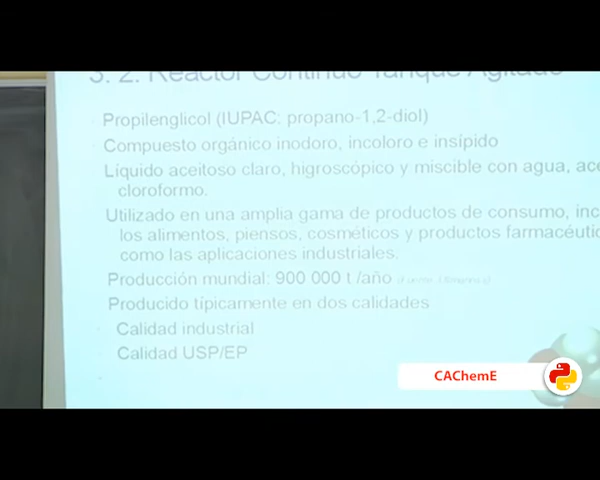 3. 2. Reactor Continuo Tanque Agitado
Propilenglicol (IUPAC: propano-1,2-diol)
Compuesto orgánico inodoro, incoloro e insípido
Líquido aceitoso claro, higroscópico y miscible con agua, ace
cloroformo.
Utilizado en una amplia gama de productos de consumo, inc
los alimentos, piensos, cosméticos y productos farmacéutic
como las aplicaciones industriales.
Producción mundial: 900 000 t /año
Producido típicamente en dos calidades
Calidad industrial
Calidad USP/EP
CAChemE